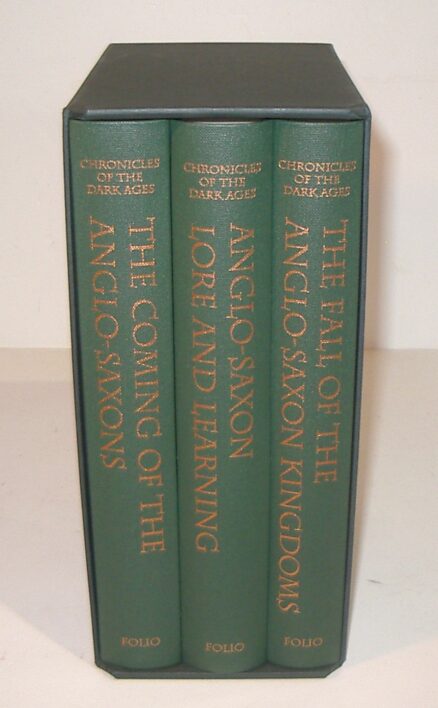 CHRONICLES
OF THE
DARK AGES
THE COMING OF THE
ANGLO-SAXONS
FOLIO
CHRONICLES
OF THE
DARK AGES
ANGLO-SAXON
LORE AND LEARNING
FOLIO
CHRONICLES
OF THE
DARK AGES
THE FALL OF THE
ANGLO-SAXON KINGDOMS
FOLIO